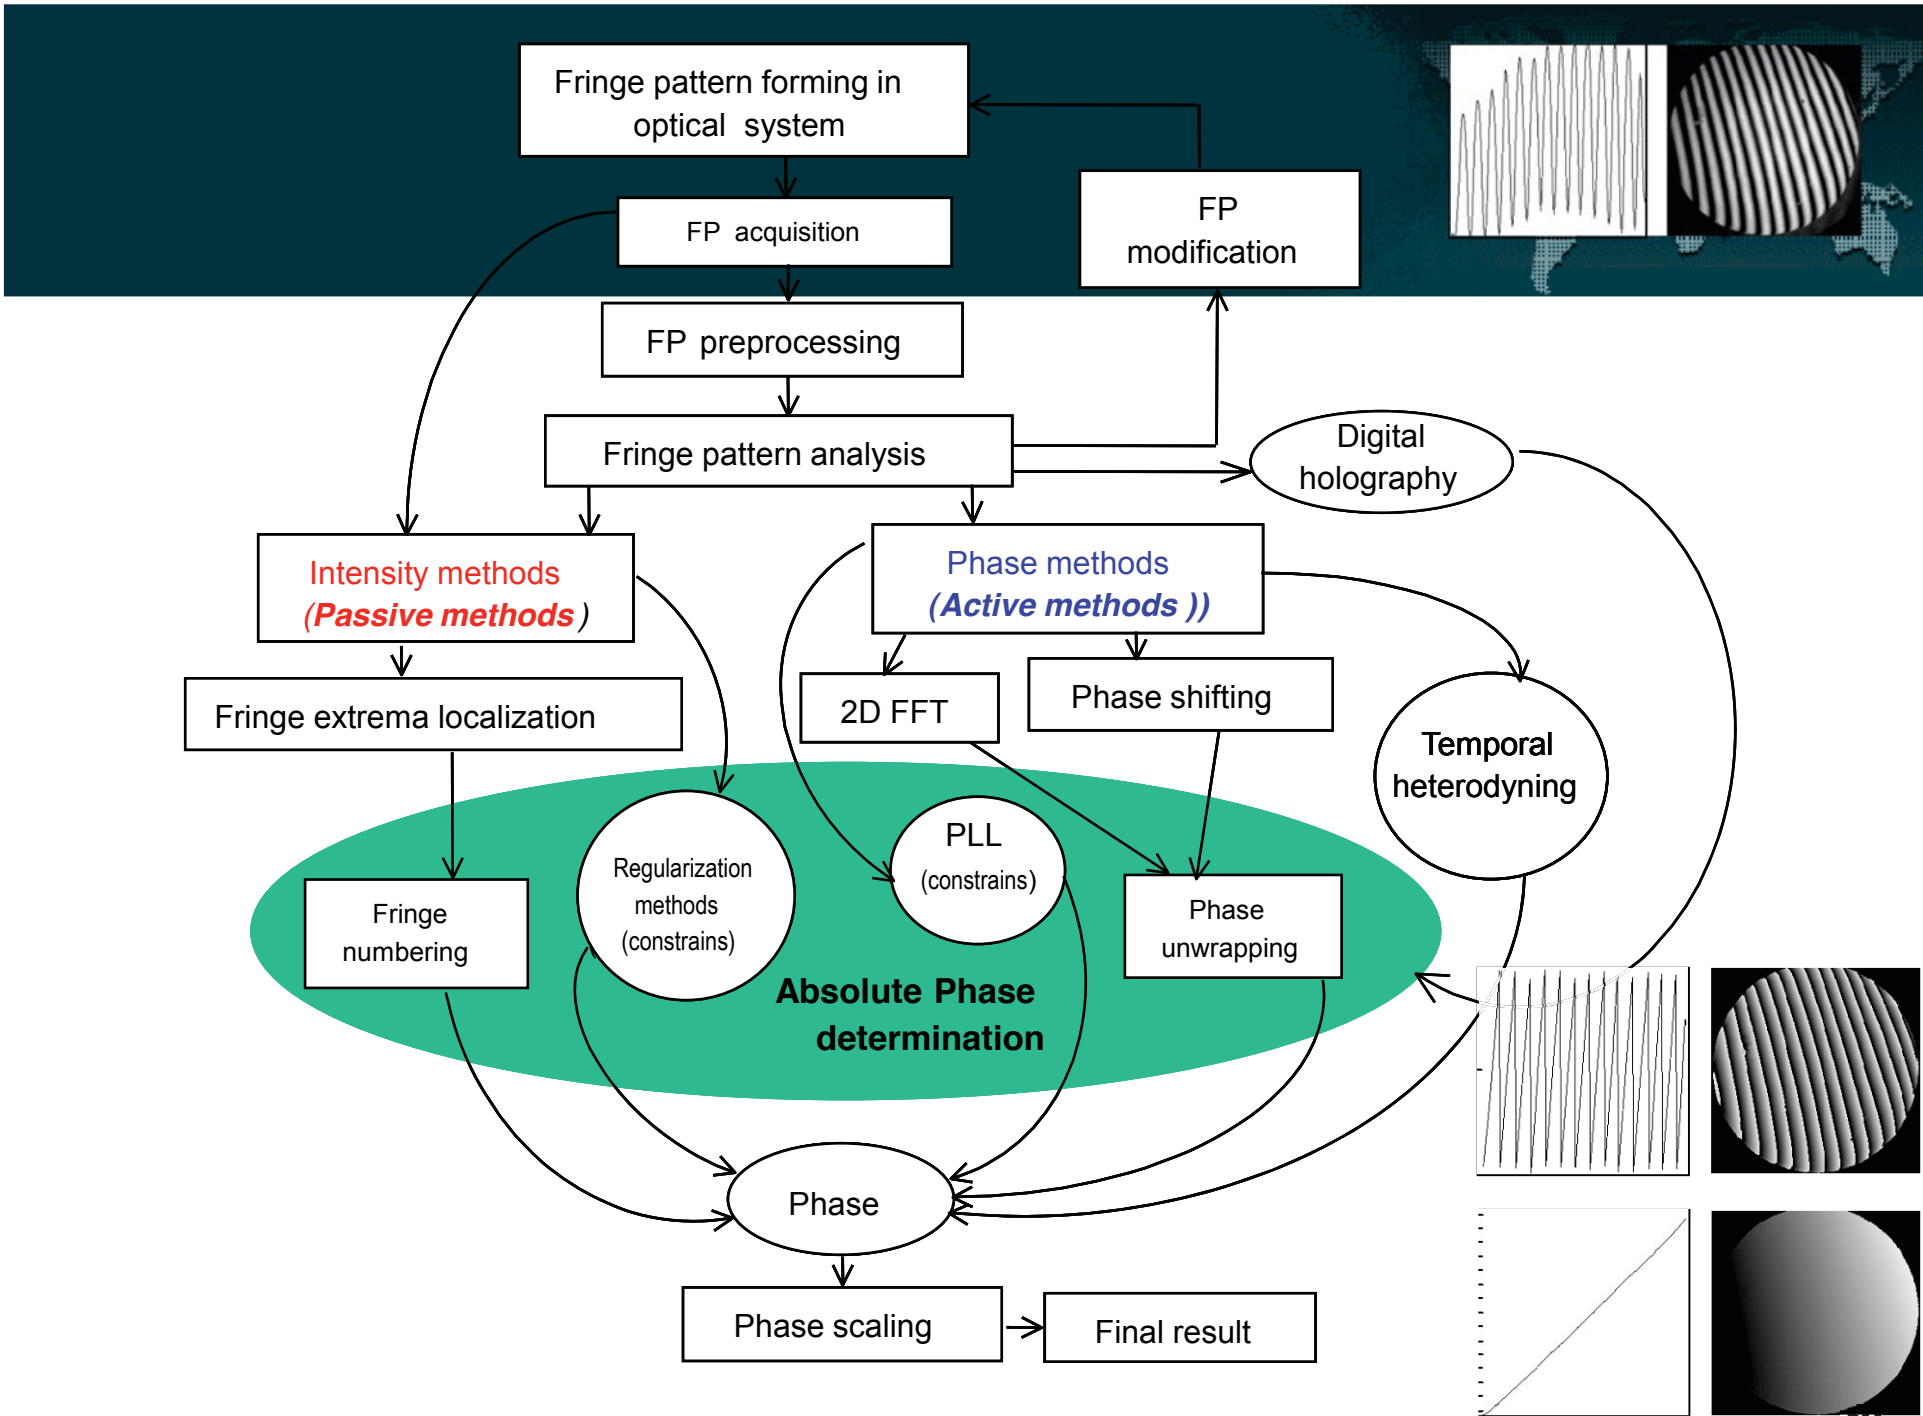 Fringe pattern forming in
optical system
FP acquisition
FP
modification
FP preprocessing
Fringe pattern analysis
Digital
holography
Intensity methods
(Passive methods)
Phase methods
(Active methods ))
Fringe extrema localization
2D FFT
Phase shifting
Temporal
heterodyning
Fringe
numbering
Regularization
methods
(constrains)
PLL
(constrains)
Phase
unwrapping
Absolute Phase
determination
Phase
Phase scaling
Final result